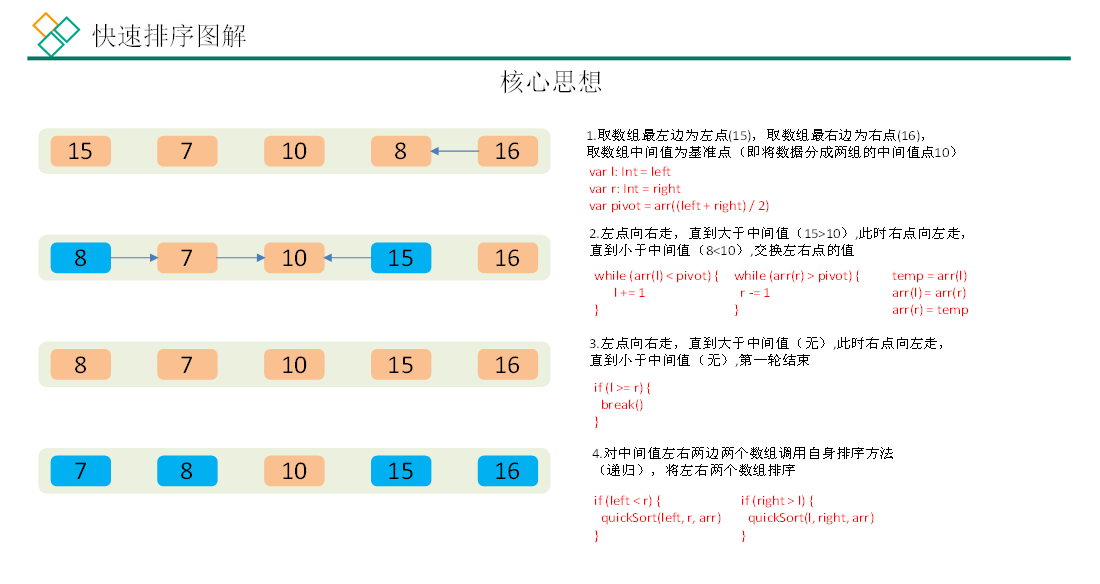 快速排序图解
核心思想
15 7 10 8 16
1.取数组最左边为左点(15)，取数组最右边为右点(16)，
取数组中间值为基准点（即将数据分成两组的中间值点10）
var l: Int = left
var r: Int = right
var pivot = arr((left + right) / 2)
8 7 10 15 16
2.左点向右走，直到大于中间值（15>10）,此时右点向左走，
直到小于中间值（8<10）,交换左右点的值
while (arr(l) < pivot) { while (arr(r) > pivot) { temp = arr(l)
l += 1 r -= 1 arr(l) = arr(r)
} } arr(r) = temp
8 7 10 15 16
3.左点向右走，直到大于中间值（无）,此时右点向左走，
直到小于中间值（无）,第一轮结束
if (l >= r) {
break()
}
7 8 10 15 16
4.对中间值左右两边两个数组调用自身排序方法
（递归），将左右两个数组排序
if (left < r) { if (right > l) {
quickSort(left, r, arr) quickSort(l, right, arr)
} }